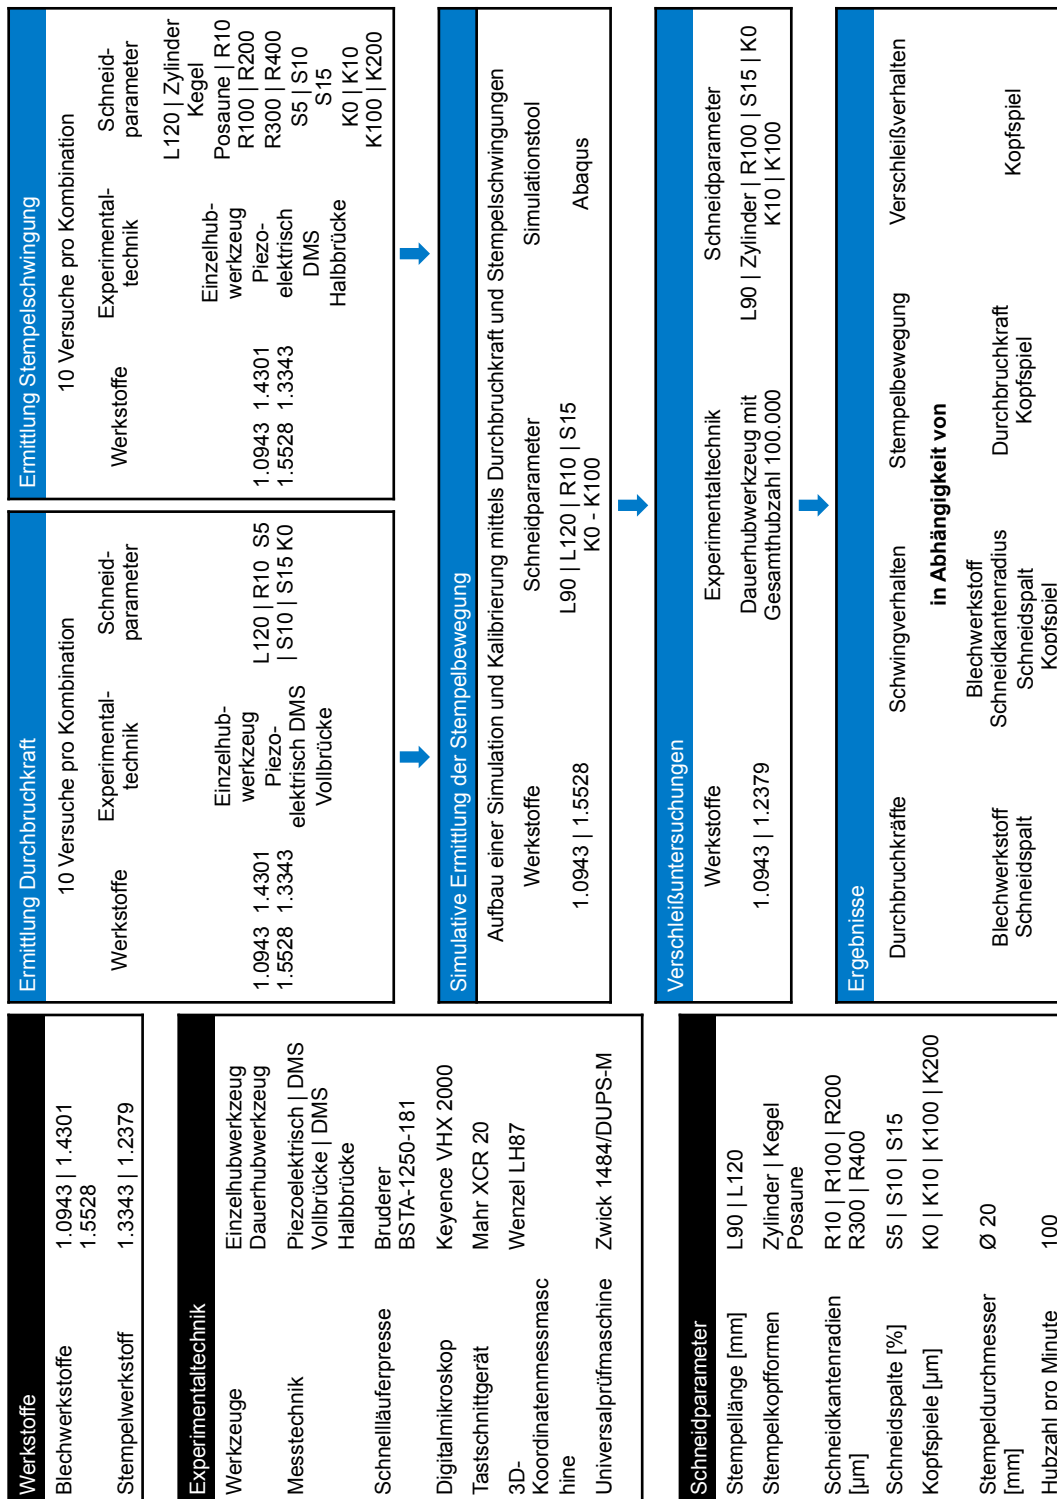 Werkstoffe
Blechwerkstoffe
1.0943 | 1.4301
1.5528
Stempelwerkstoff
1.3343 | 1.2379
Experimentaltechnik
Werkzeuge
Einzelhubwerkzeug
Dauerhubwerkzeug
Messtechnik
Piezoelektrisch | DMS
Vollbrücke | DMS
Halbbrücke
Schnellläuferpresse
Bruderer
BSTA-1250-181
Digitalmikroskop
Keyence VHX 2000
Tastschnittgerät
Mahr XCR 20
3D-
Koordinatenmessmasc
hine
Wenzel LH87
Universalprüfmaschine
Zwick 1484/DUPS-M
Schneidparameter
Stempellänge [mm]
L90 | L120
Stempelkopfformen
Zylinder | Kegel
Posaune
Schneidkantenradien
[µm]
R10 | R100 | R200
R300 | R400
Schneidspalte [%]
S5 | S10 | S15
Kopfspiele [µm]
K0 | K10 | K100 | K200
Stempeldurchmesser
[mm]
Ø 20
Hubzahl pro Minute
100
Ermittlung Durchbruchkraft
10 Versuche pro Kombination
Werkstoffe
Experimental-
technik
Schneid-
parameter
1.0943 1.4301
1.5528 1.3343
Einzelhub-
werkzeug
Piezo-
elektrisch DMS
Vollbrücke
L120 | R10 S5
| S10 | S15 K0
Ermittlung Stempelschwingung
10 Versuche pro Kombination
Werkstoffe
Experimental-
technik
Schneid-
parameter
1.0943 1.4301
1.5528 1.3343
Einzelhub-
werkzeug
Piezo-
elektrisch
DMS
Halbbrücke
L120 | Zylinder
Kegel
Posaune | R10
R100 | R200
R300 | R400
S5 | S10
S15
K0 | K10
K100 | K200
Simulative Ermittlung der Stempelbewegung
Aufbau einer Simulation und Kalibrierung mittels Durchbruchkraft und Stempelschwingungen
Werkstoffe
Schneidparameter
Simulationstool
1.0943 | 1.5528
L90 | L120 | R10 | S15
K0 - K100
Abaqus
Verschleißuntersuchungen
Werkstoffe
Experimentaltechnik
Schneidparameter
1.0943 | 1.2379
Dauerhubwerkzeug mit
Gesamthubzahl 100.000
L90 | Zylinder | R100 | S15 | K0
K10 | K100
Ergebnisse
Durchbruchkräfte
Schwingverhalten
Stempelbewegung
Verschleißverhalten
in Abhängigkeit von
Blechwerkstoff
Schneidspalt
Blechwerkstoff
Schneidkantenradius
Schneidspalt
Kopfspiel
Durchbruchkraft
Kopfspiel
Kopfspiel